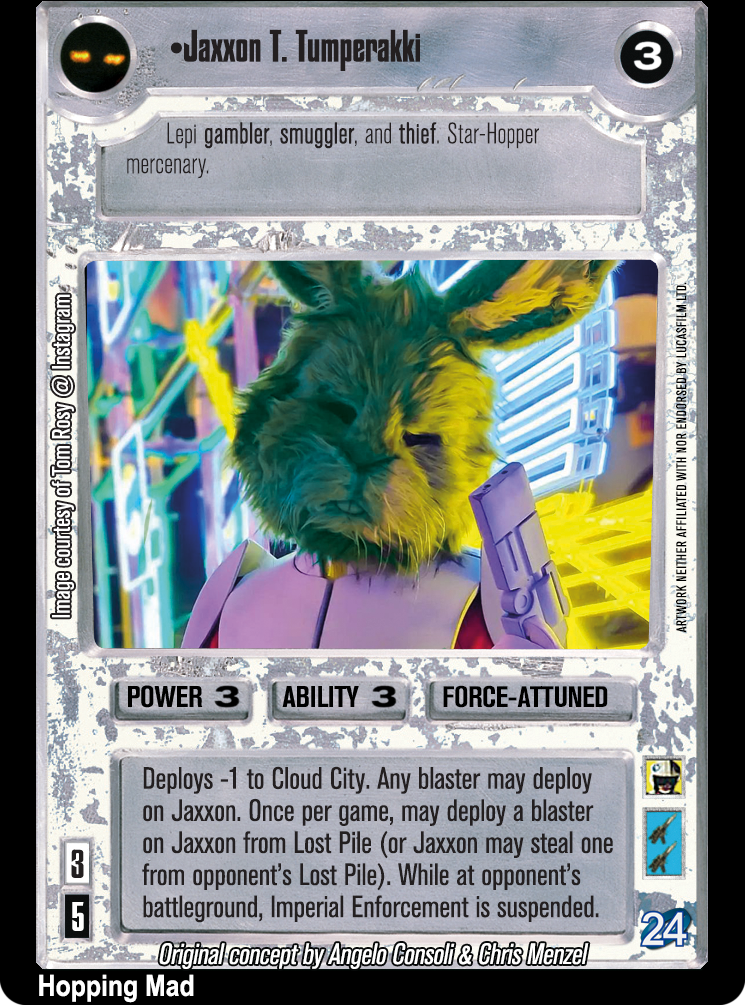 •Jaxxon T. Tumperakki
3
Lepi gambler, smuggler, and thief. Star-Hopper
mercenary.
Image courtesy of Tom Rosy @ Instagram
ARTWORK NEITHER AFFILIATED WITH NOR ENDORSED BY LUCASFILM LTD.
POWER 3
ABILITY 3
FORCE-ATTUNED
Deploys -1 to Cloud City. Any blaster may deploy
on Jaxxon. Once per game, may deploy a blaster
on Jaxxon from Lost Pile (or Jaxxon may steal one
from opponent's Lost Pile). While at opponent's
battleground, Imperial Enforcement is suspended.
3
5
24
Original concept by Angelo Consoli & Chris Menzel
Hopping Mad